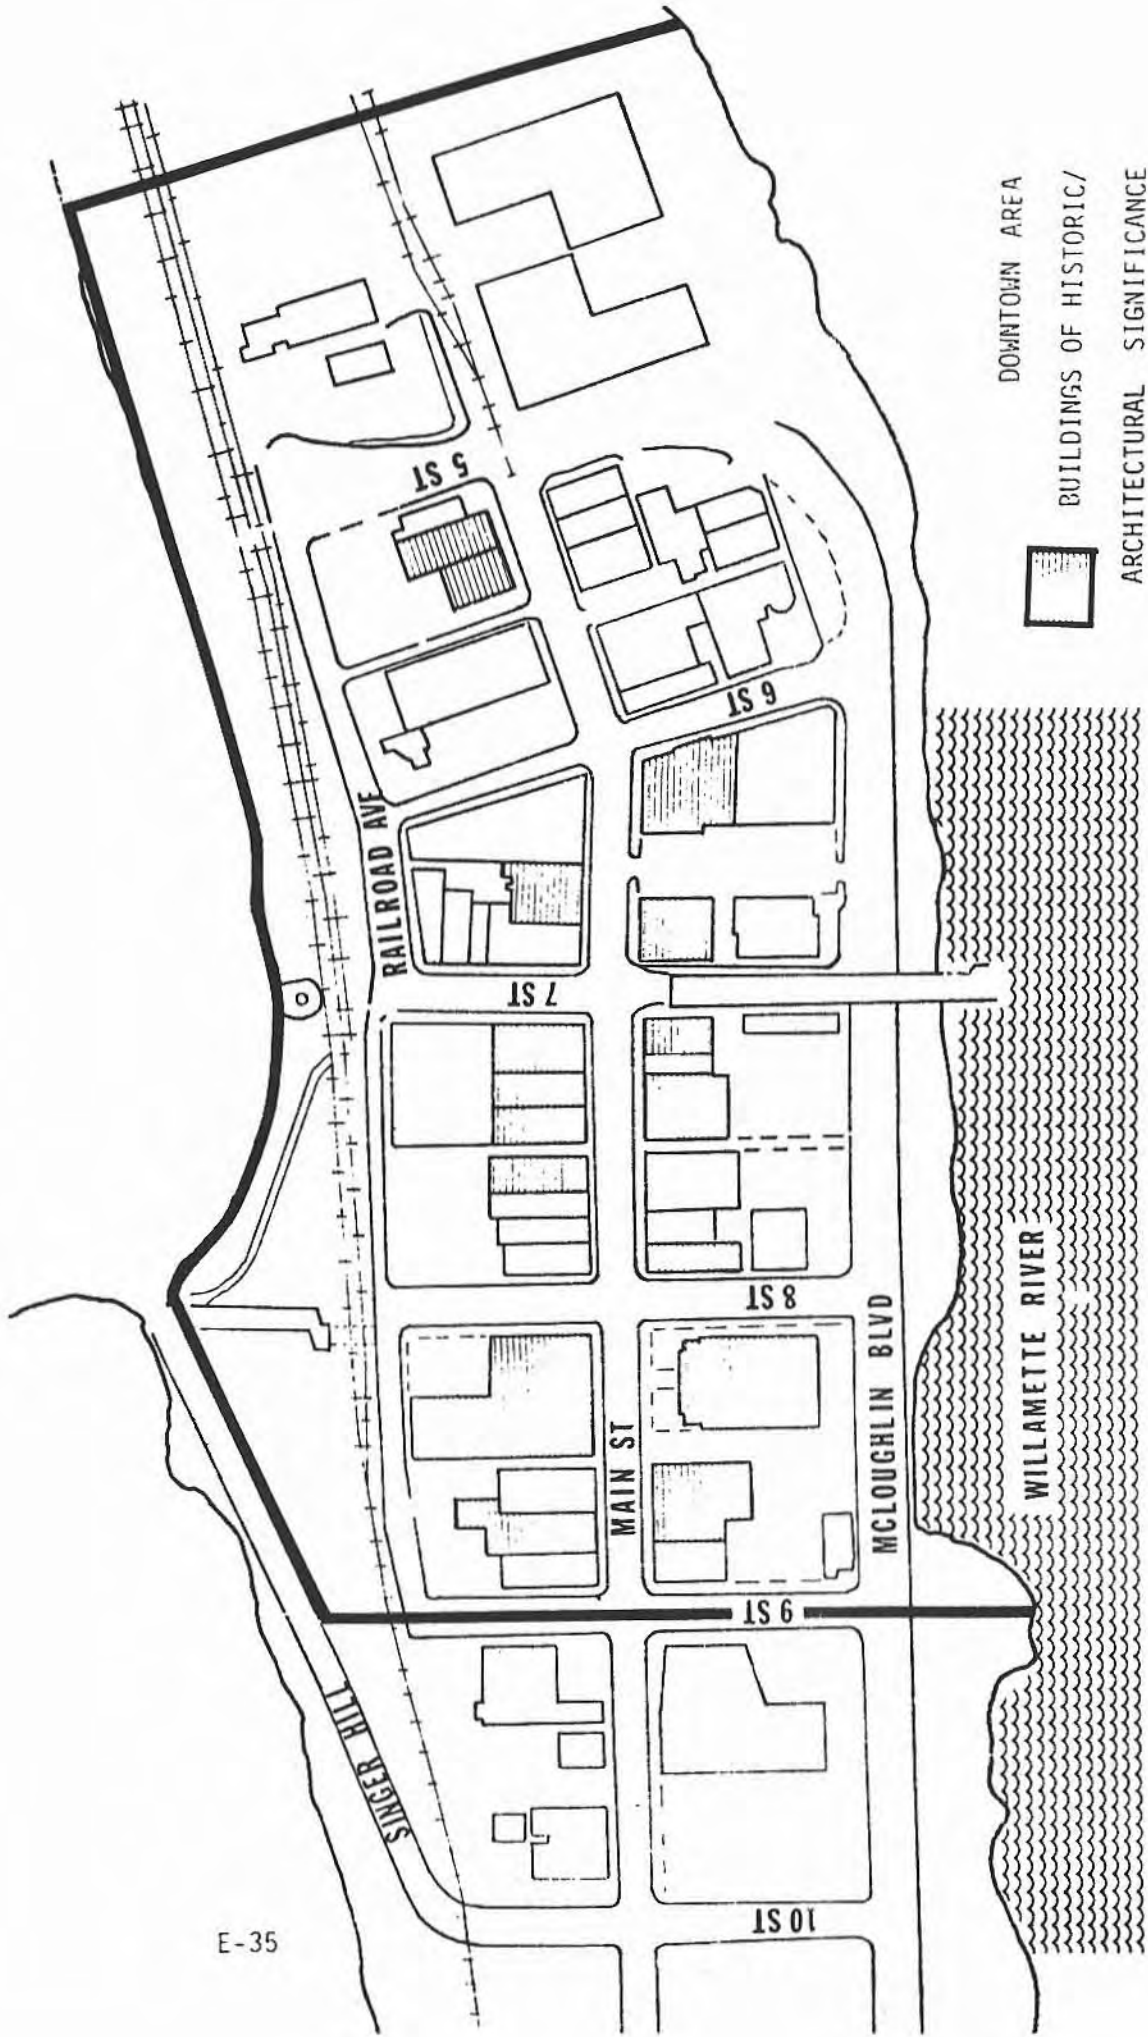 E-35
SINGER HILL
10 ST
9 ST
MAIN ST
8 ST
MCLOUGHLIN BLVD
WILLAMETTE RIVER
7 ST
RAILROAD AVE
6 ST
5 ST
DOWNTOWN AREA
BUILDINGS OF HISTORIC/
ARCHITECTURAL SIGNIFICANCE